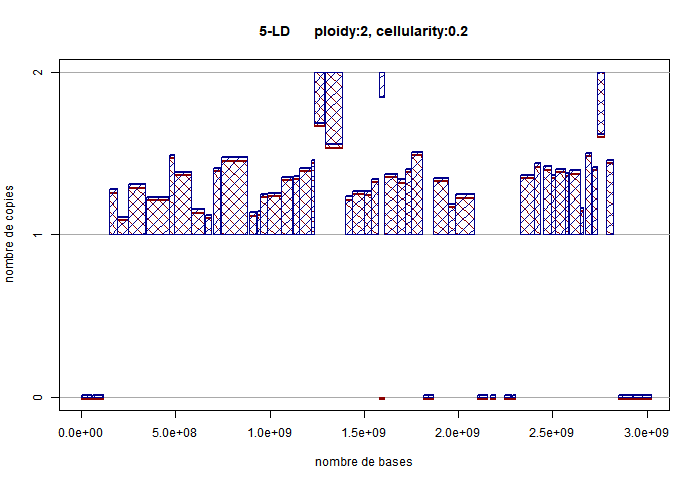 5-LD ploidy:2, cellularity:0.2
nombre de copies
2
1
0
0.0e+00 5.0e+08 1.0e+09 1.5e+09 2.0e+09 2.5e+09 3.0e+09
nombre de bases